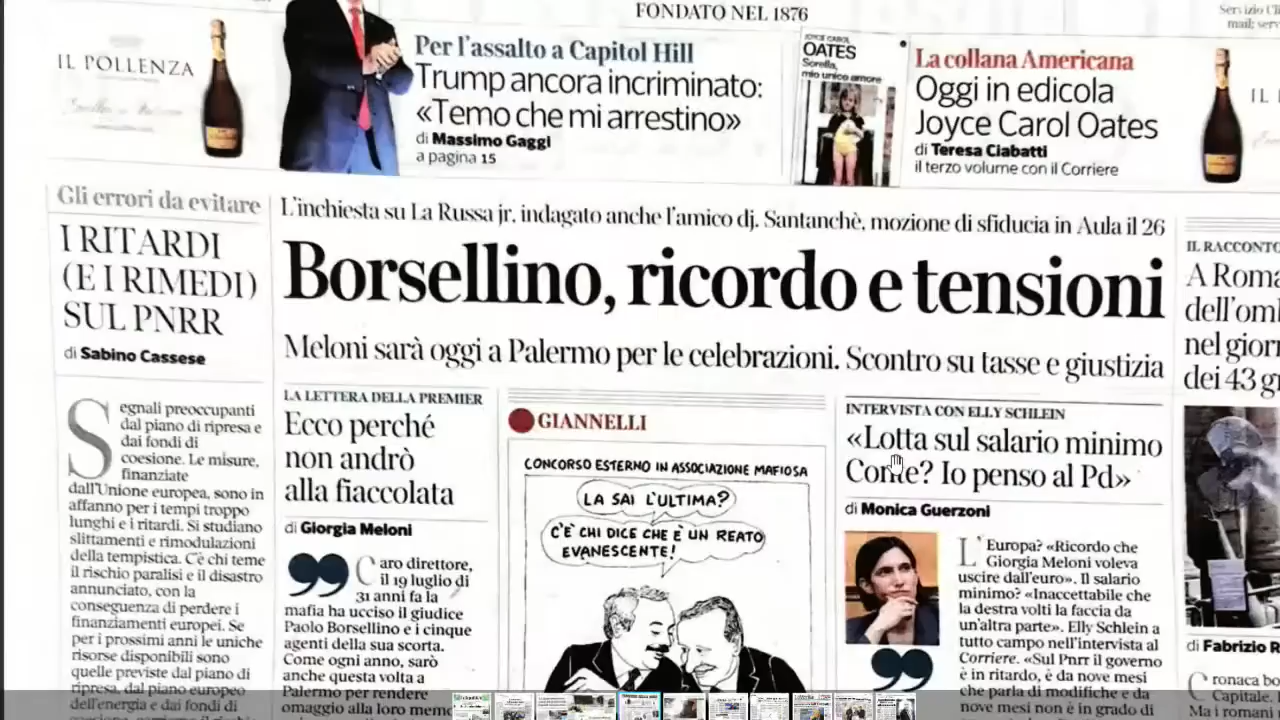 FONDATO NEL 1876
IL POLLENZA
Per l'assalto a Capitol Hill
Trump ancora incriminato:
«Temo che mi arrestino»
di Massimo Gaggi
a pagina 15
JOYCE CAROL
OATES
Sorella,
mio unico amore
La collana Americana
Oggi in edicola
Joyce Carol Oates
di Teresa Ciabatti
il terzo volume con il Corriere
Gli errori da evitare
I RITARDI
(E I RIMEDI)
SUL PNRR
di Sabino Cassese
Segnali preoccupanti
dal piano di ripresa e
dai fondi di
coesione. Le misure,
finanziate
dall'Unione europea, sono in
affanno per i tempi troppo
lunghi e i ritardi. Si studiano
slittamenti e rimodulazioni
della tempistica. C'è chi teme
il rischio paralisi e il disastro
annunciato, con la
conseguenza di perdere i
finanziamenti europei. Se
per i prossimi anni le uniche
risorse disponibili sono
quelle previste dal piano di
ripresa, dal piano europeo
dell'energia e dai fondi di
L'inchiesta su La Russa jr, indagato anche l'amico dj. Santanchè, mozione di sfiducia in Aula il 26
Borsellino, ricordo e tensioni
Meloni sarà oggi a Palermo per le celebrazioni. Scontro su tasse e giustizia
LA LETTERA DELLA PREMIER
Ecco perché
non andrò
alla fiaccolata
di Giorgia Meloni
Caro direttore,
il 19 luglio di
31 anni fa la
mafia ha ucciso il giudice
Paolo Borsellino e i cinque
agenti della sua scorta.
Come ogni anno, sarò
anche questa volta a
Palermo per rendere
omaggio alla loro
GIANNELLI
CONCORSO ESTERNO IN ASSOCIAZIONE MAFIOSA
LA SAI L'ULTIMA?
C'È CHI DICE CHE È UN REATO
EVANESCENTE!
INTERVISTA CON ELLY SCHLEIN
«Lotta sul salario minimo
Conte? Io penso al Pd»
di Monica Guerzoni
L'Europa? «Ricordo che
Giorgia Meloni voleva
uscire dall'euro». Il salario
minimo? «Inaccettabile che
la destra volti la faccia da
un'altra parte». Elly Schlein a
tutto campo nell'intervista al
Corriere. «Sul Pnrr il governo
è in ritardo, è da nove mesi
che parla di modifiche e da
nove mesi non è in grado
IL RACCONTO
A Roma
nel
dei 43
di Fabrizio
Ma i romani